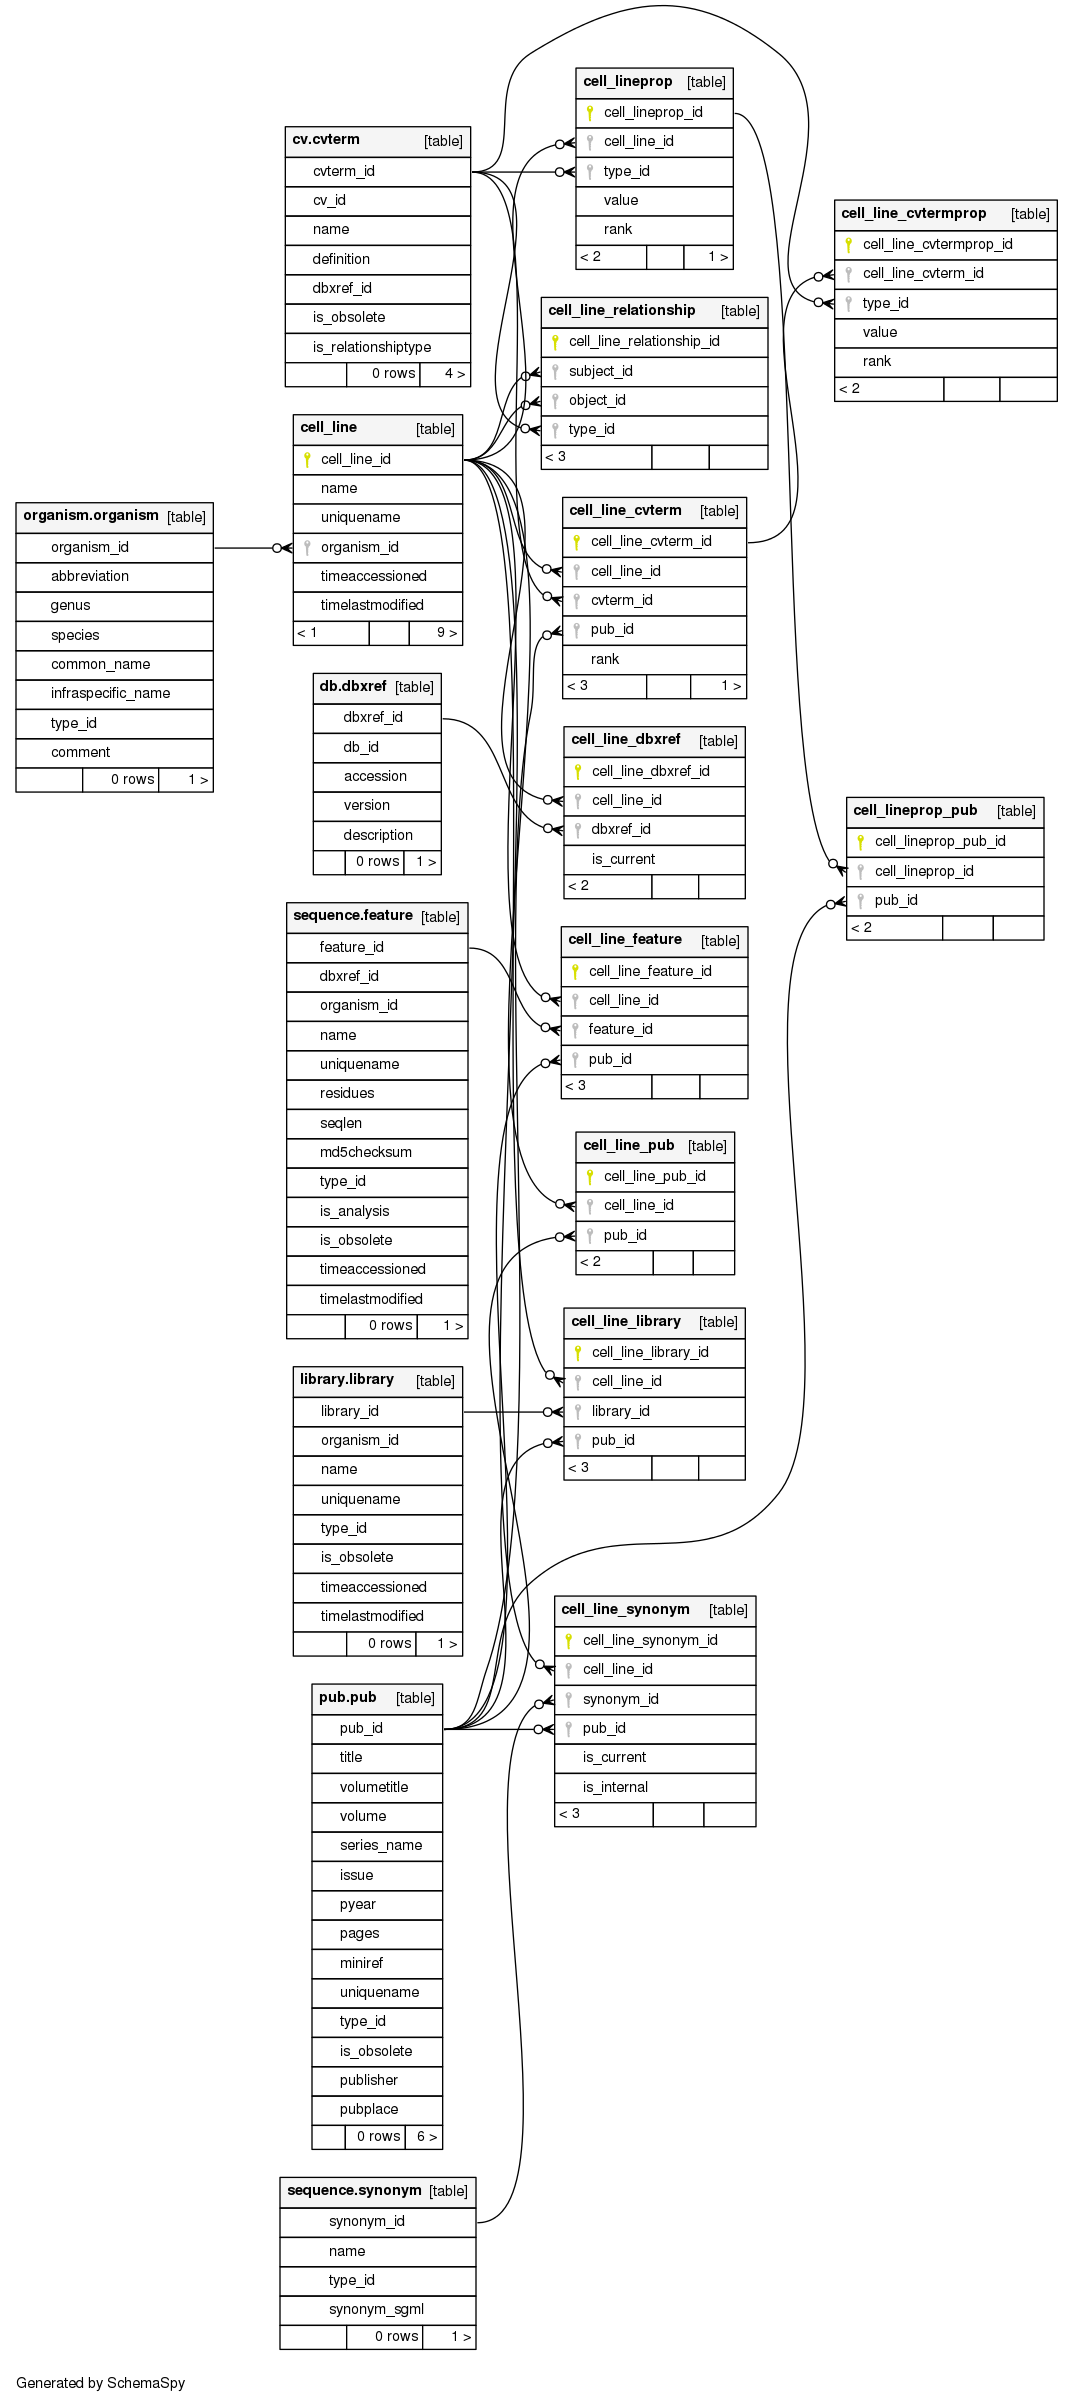 cell_lineprop [table]
cell_lineprop_id
cell_line_id
type_id
value
rank
< 2 1 >
cv.cvterm [table]
cvterm_id
cv_id
name
definition
dbxref_id
is_obsolete
is_relationshiptype
0 rows 4 >
cell_line_cvtermprop [table]
cell_line_cvtermprop_id
cell_line_cvterm_id
type_id
value
rank
< 2
cell_line_relationship [table]
cell_line_relationship_id
subject_id
object_id
type_id
< 3
cell_line [table]
cell_line_id
name
uniquename
organism_id
timeaccessioned
timelastmodified
< 1 9 >
organism.organism [table]
organism_id
abbreviation
genus
species
common_name
infraspecific_name
type_id
comment
0 rows 1 >
cell_line_cvterm [table]
cell_line_cvterm_id
cell_line_id
cvterm_id
pub_id
rank
< 3 1 >
db.dbxref [table]
dbxref_id
db_id
accession
version
description
0 rows 1 >
cell_line_dbxref [table]
cell_line_dbxref_id
cell_line_id
dbxref_id
is_current
< 2
cell_lineprop_pub [table]
cell_lineprop_pub_id
cell_lineprop_id
pub_id
< 2
sequence.feature [table]
feature_id
dbxref_id
organism_id
name
uniquename
residues
seqlen
md5checksum
type_id
is_analysis
is_obsolete
timeaccessioned
timelastmodified
0 rows 1 >
cell_line_feature [table]
cell_line_feature_id
cell_line_id
feature_id
pub_id
< 3
cell_line_pub [table]
cell_line_pub_id
cell_line_id
pub_id
< 2
cell_line_library [table]
cell_line_library_id
cell_line_id
library_id
pub_id
< 3
library.library [table]
library_id
organism_id
name
uniquename
type_id
is_obsolete
timeaccessioned
timelastmodified
0 rows 1 >
cell_line_synonym [table]
cell_line_synonym_id
cell_line_id
synonym_id
pub_id
is_current
is_internal
< 3
pub.pub [table]
pub_id
title
volumetitle
volume
series_name
issue
pyear
pages
miniref
uniquename
type_id
is_obsolete
publisher
pubplace
0 rows 6 >
sequence.synonym [table]
synonym_id
name
type_id
synonym_sgml
0 rows 1 >
Generated by SchemaSpy